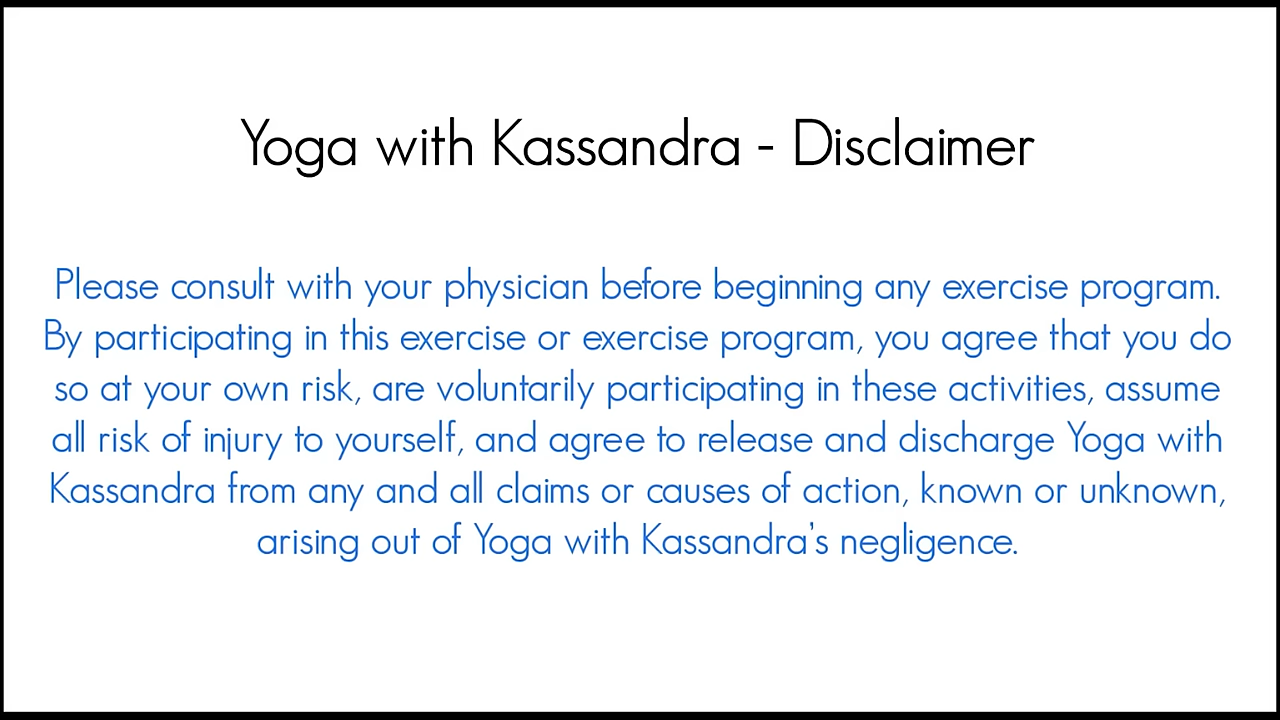 Yoga with Kassandra - Disclaimer
Please consult with your physician before beginning any exercise program.
By participating in this exercise or exercise program, you agree that you do
so at your own risk, are voluntarily participating in these activities, assume
all risk of injury to yourself, and agree to release and discharge Yoga with
Kassandra from any and all claims or causes of action, known or unknown,
arising out of Yoga with Kassandra's negligence.